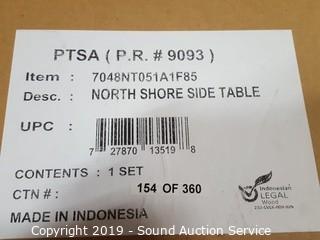 PTSA ( P.R. # 9093 )
Item : 7048NT051A1F85
Desc. : NORTH SHORE SIDE TABLE
UPC :
7 27870 13519 8
CONTENTS : 1 SET
CTN # : 154 OF 360
Indonesian
LEGAL
Wood
MADE IN INDONESIA
Copyright 2019 - Sound Auction Service